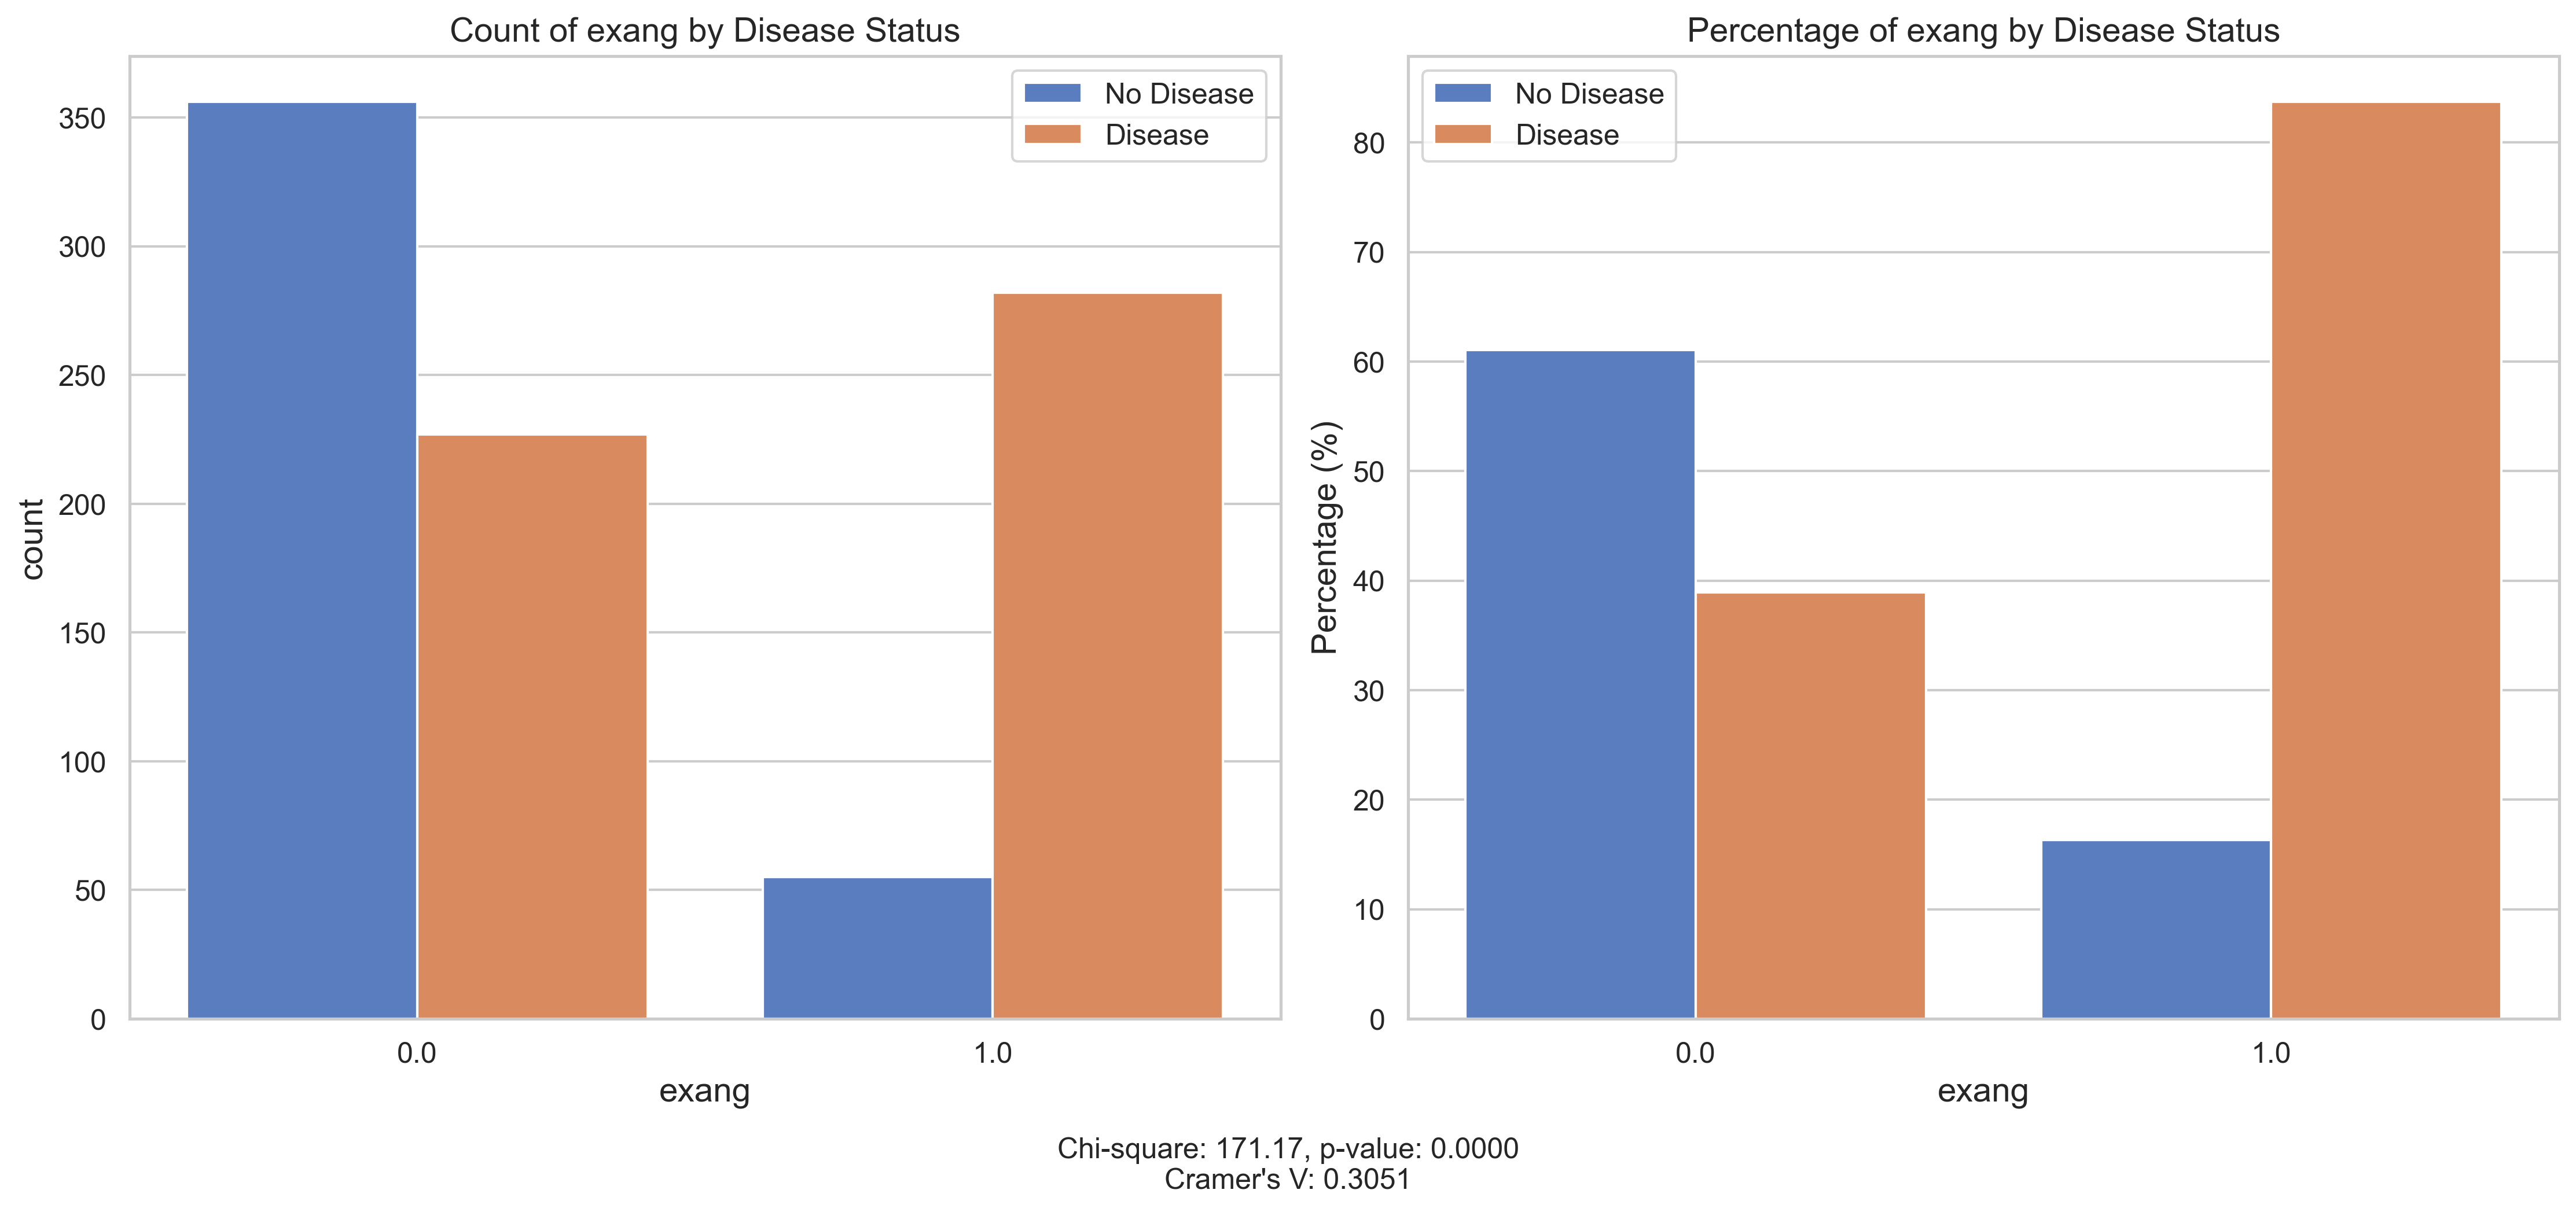 Count of exang by Disease Status
No Disease
Disease
350
300
250
200
150
100
50
0
count
0.0
1.0
exang
Percentage of exang by Disease Status
No Disease
Disease
80
70
60
50
40
30
20
10
0
Percentage (%)
0.0
1.0
exang
Chi-square: 171.17, p-value: 0.0000
Cramer's V: 0.3051